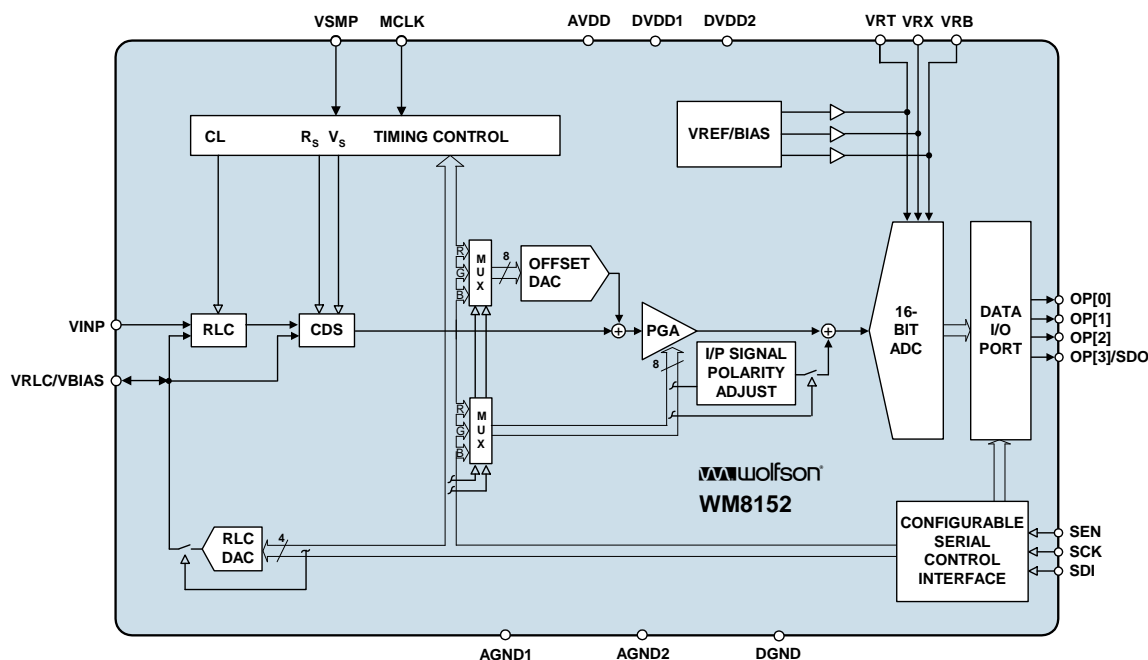 VSMP MCLK AVDD DVDD1 DVDD2 VRT VRX VRB
CL RS VS TIMING CONTROL
VREF/BIAS
R
G
B
MUX
8
OFFSET
DAC
VINP
RLC
CDS
+
PGA
8
+
I/P SIGNAL
POLARITY
ADJUST
16-
BIT
ADC
DATA
I/O
PORT
OP[0]
OP[1]
OP[2]
OP[3]/SDO
VRLC/VBIAS
R
G
B
MUX
wolfson®
WM8152
RLC
DAC
4
CONFIGURABLE
SERIAL
CONTROL
INTERFACE
SEN
SCK
SDI
AGND1 AGND2 DGND